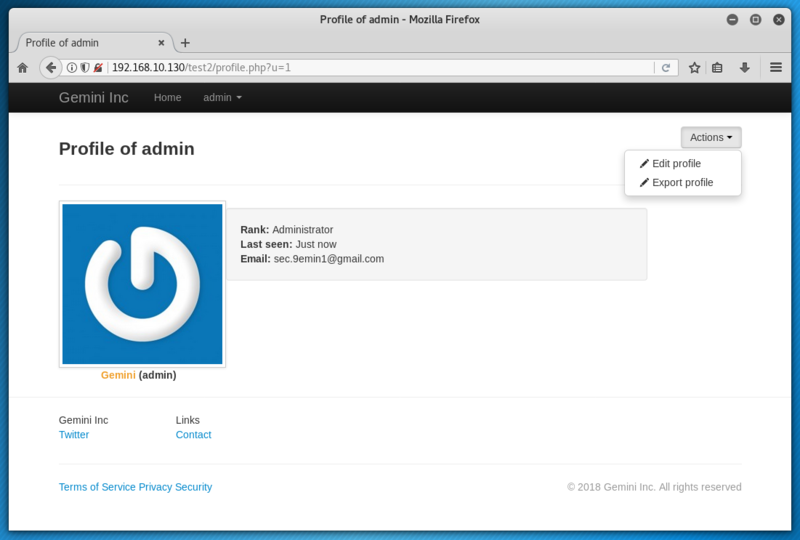 Profile of admin - Mozilla Firefox
Profile of admin
192.168.10.130/test2/profile.php?u=1
Gemini Inc Home admin
Profile of admin
Actions
Edit profile
Export profile
Rank: Administrator
Last seen: Just now
Email: sec.9emin1@gmail.com
Gemini (admin)
Gemini Inc Links
Twitter Contact
Terms of Service Privacy Security © 2018 Gemini Inc. All rights reserved